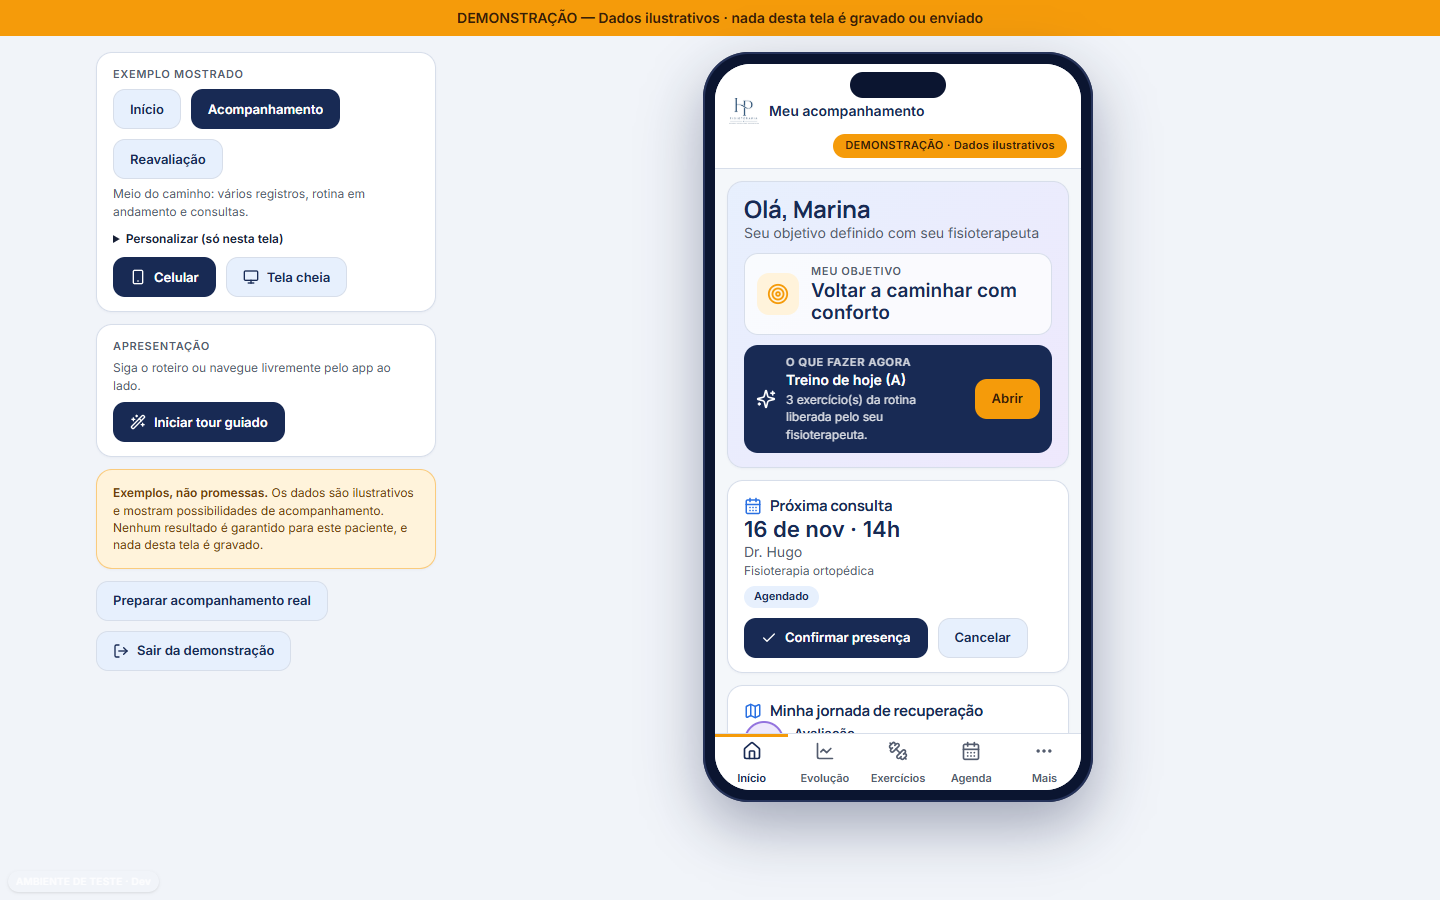 DEMONSTRAÇÃO — Dados ilustrativos · nada desta tela é gravado ou enviado
EXEMPLO MOSTRADO
Início
Acompanhamento
Reavaliação
Meio do caminho: vários registros, rotina em
andamento e consultas.
Personalizar (só nesta tela)
Celular
Tela cheia
APRESENTAÇÃO
Siga o roteiro ou navegue livremente pelo app ao
lado.
Iniciar tour guiado
Exemplos, não promessas. Os dados são ilustrativos
e mostram possibilidades de acompanhamento.
Nenhum resultado é garantido para este paciente, e
nada desta tela é gravado.
Preparar acompanhamento real
Sair da demonstração
AMBIENTE DE TESTE · Dev
Meu acompanhamento
DEMONSTRAÇÃO · Dados ilustrativos
Olá, Marina
Seu objetivo definido com seu fisioterapeuta
MEU OBJETIVO
Voltar a caminhar com
conforto
O QUE FAZER AGORA
Treino de hoje (A)
3 exercício(s) da rotina
liberada pelo seu
fisioterapeuta.
Abrir
Próxima consulta
16 de nov · 14h
Dr. Hugo
Fisioterapia ortopédica
Agendado
Confirmar presença
Cancelar
Minha jornada de recuperação
Avaliação
Início
Evolução
Exercícios
Agenda
Mais